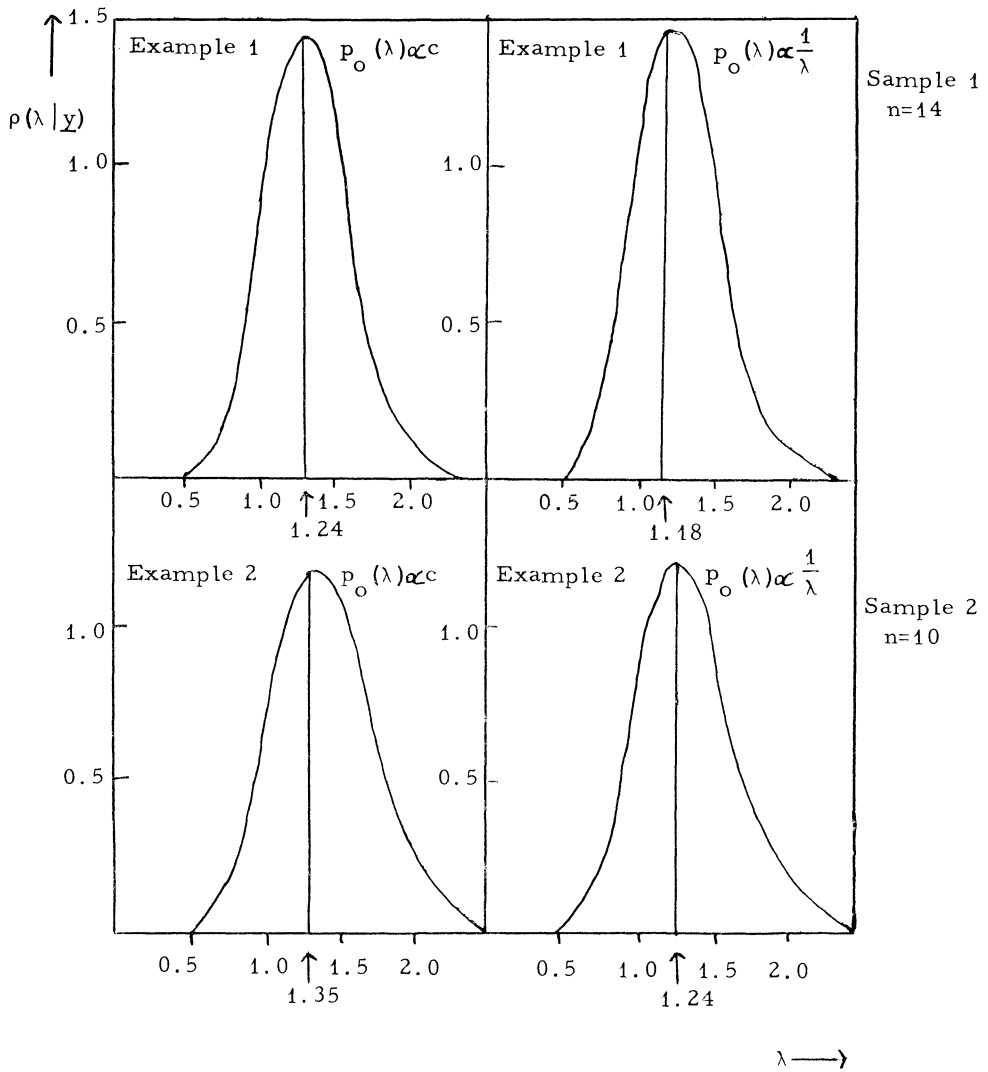 1.5
Example 1 p₀(λ)∝c
Example 1 p₀(λ)∝1/λ
Sample 1
n=14
ρ(λ|y)
1.0
1.0
0.5
0.5
0.5 1.0 1.5 2.0
0.5 1.0 1.5 2.0
1.24
1.18
Example 2 p₀(λ)∝c
Example 2 p₀(λ)∝1/λ
Sample 2
n=10
1.0
1.0
0.5
0.5
0.5 1.0 1.5 2.0
0.5 1.0 1.5 2.0
1.35
1.24
λ